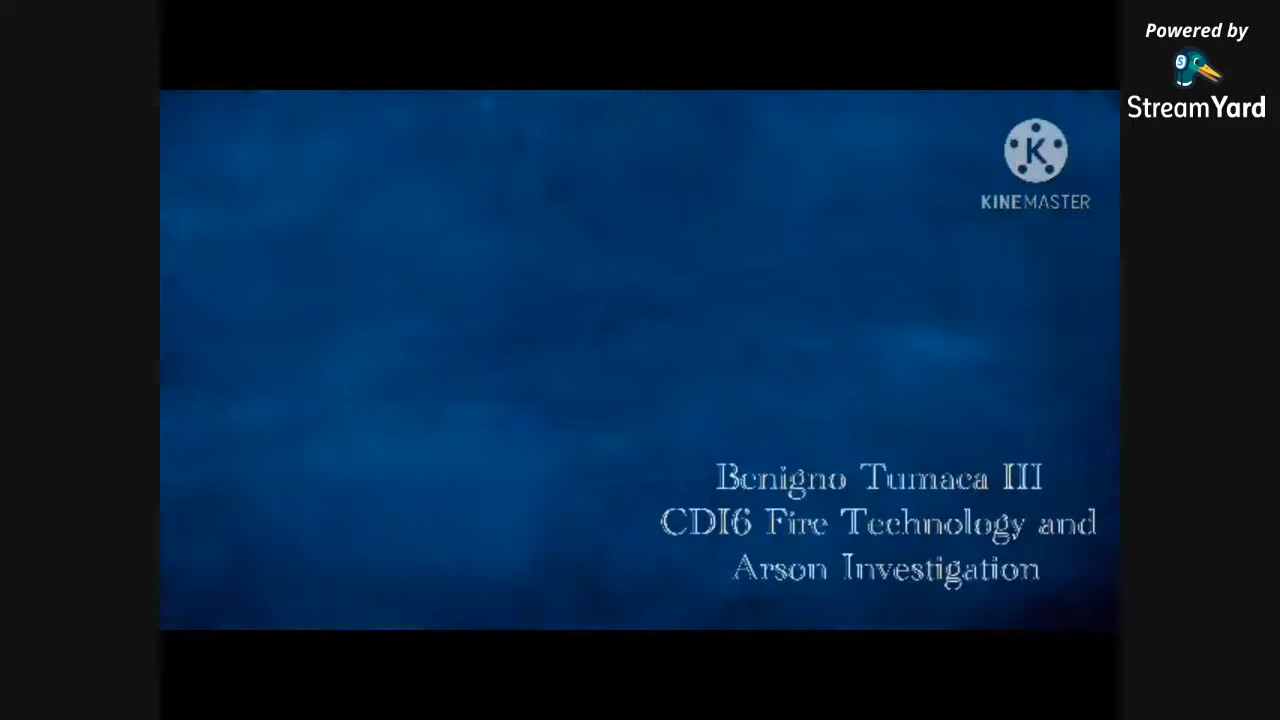 Powered by
StreamYard
K
KINEMASTER
Benigno Tumaca III
CDI6 Fire Technology and
Arson Investigation